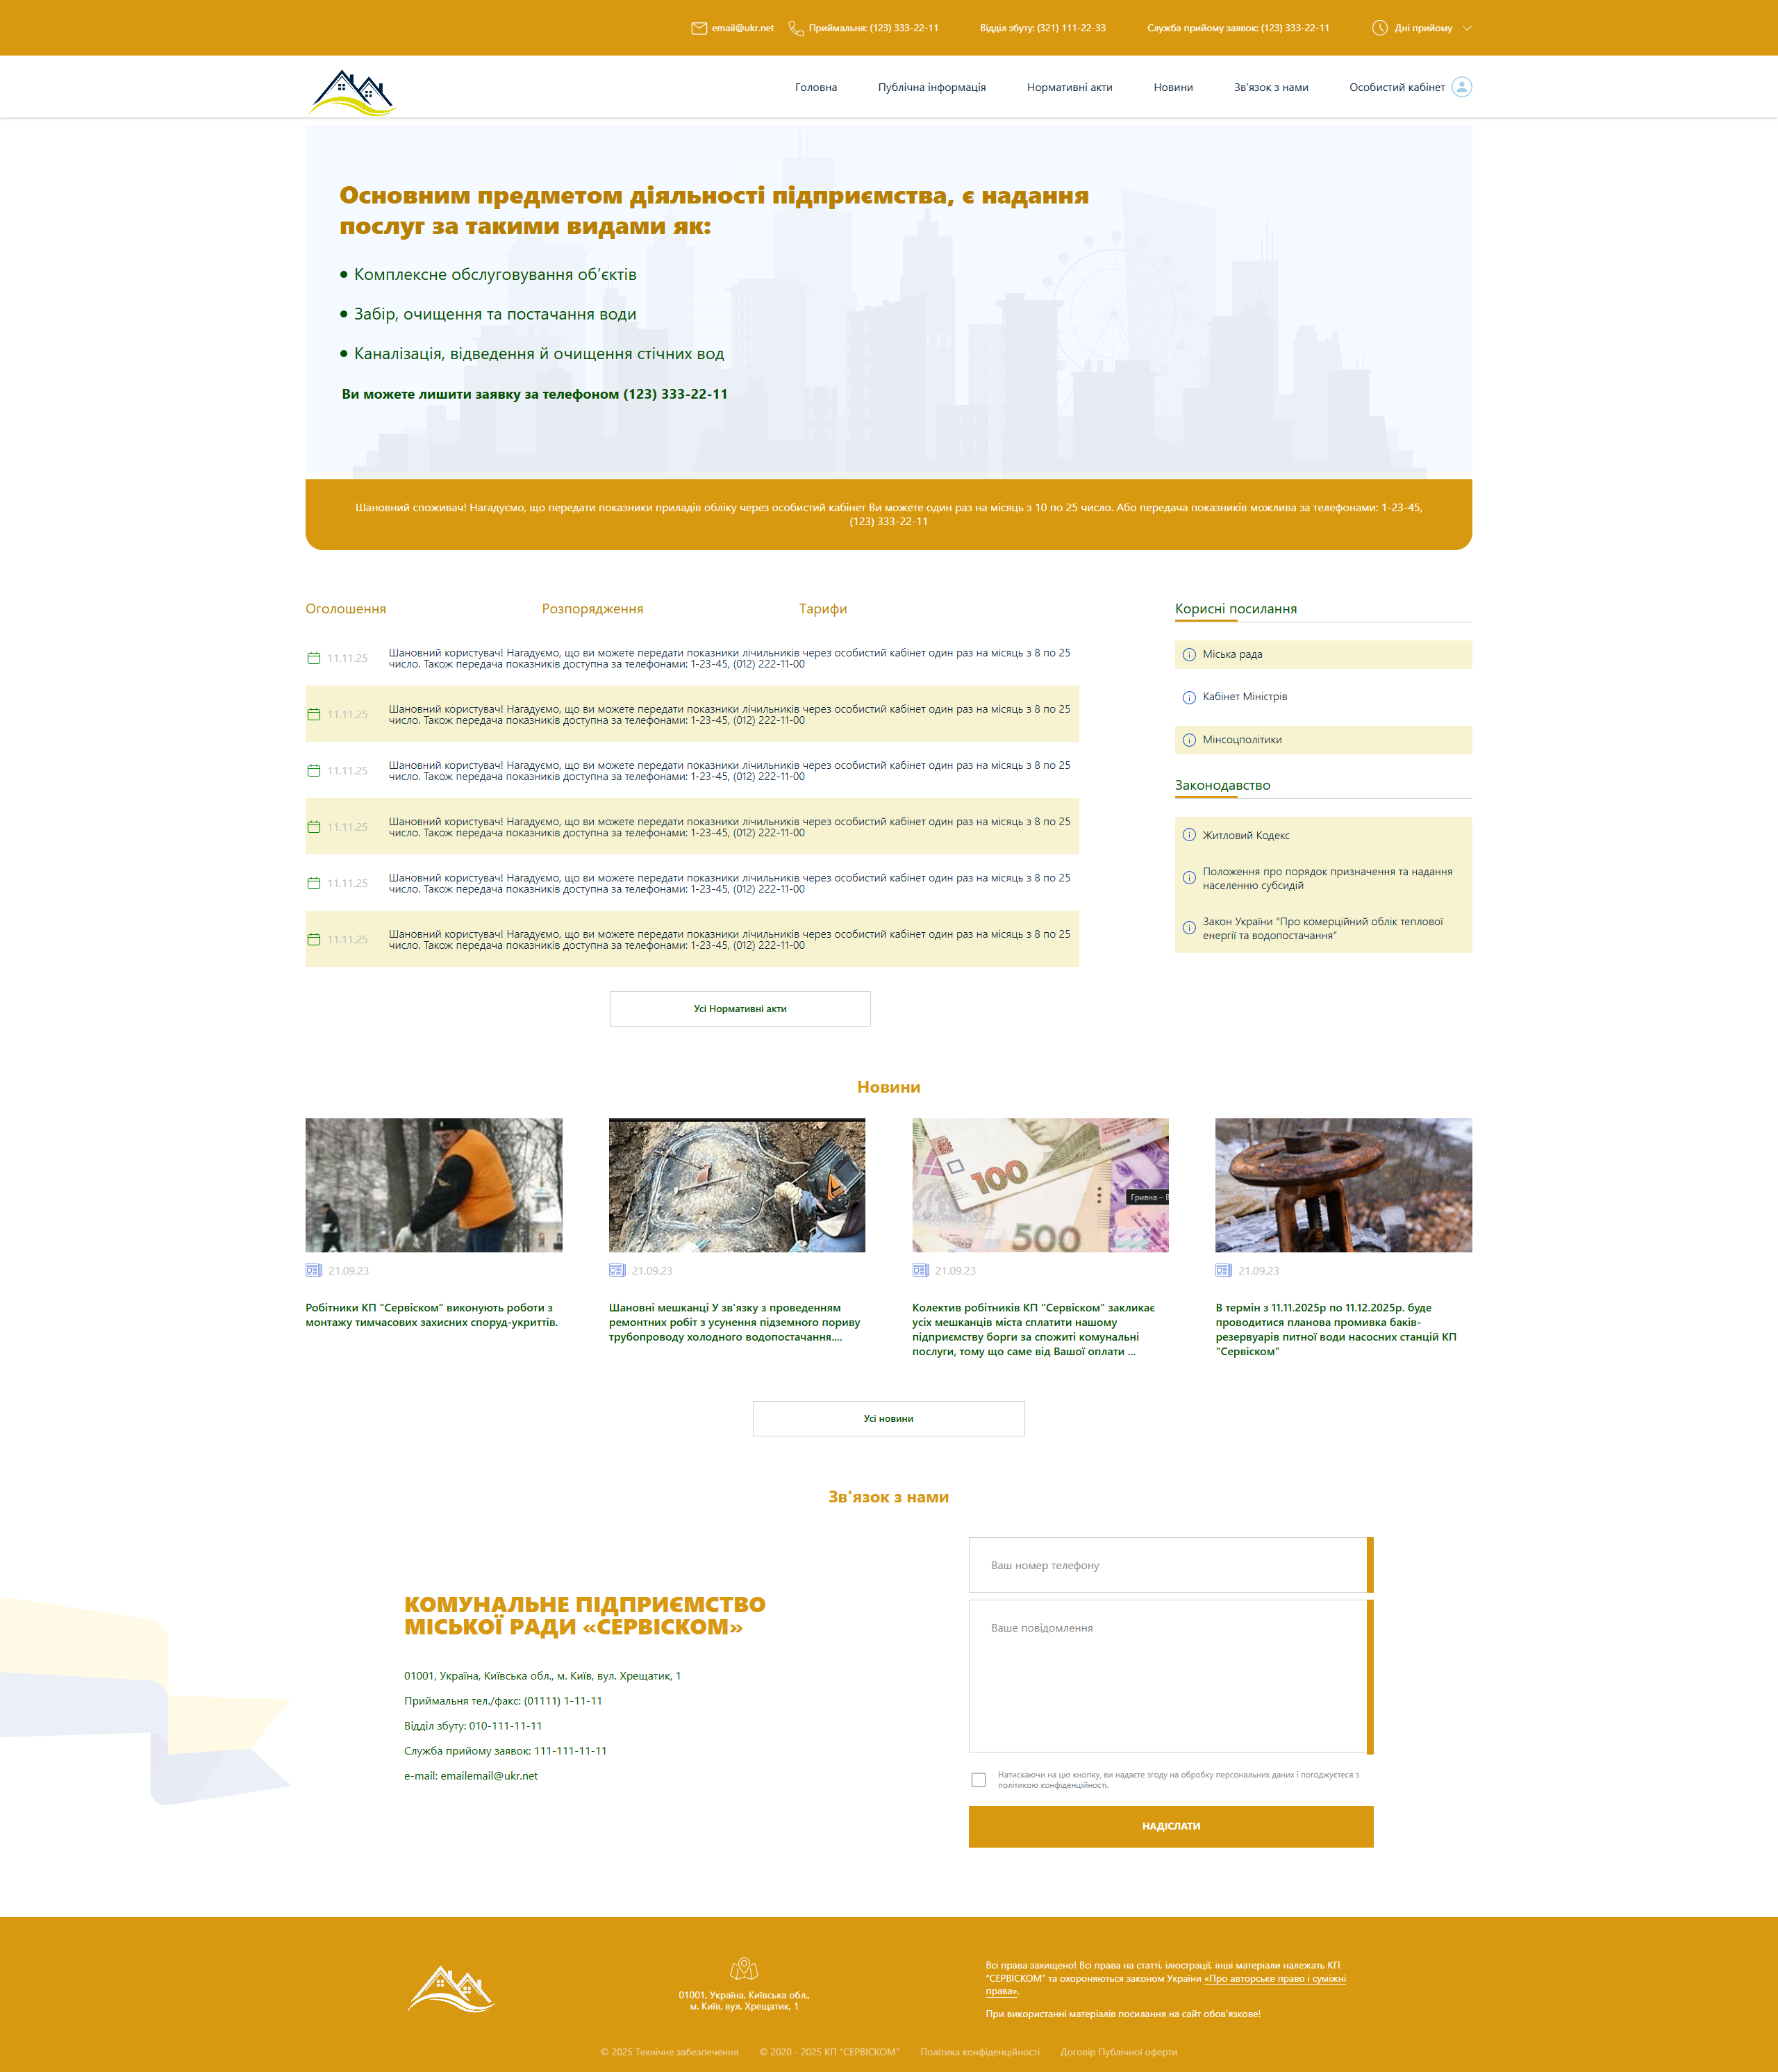 email@ukr.net
Приймальня: (123) 333-22-11
Відділ збуту: (321) 111-22-33
Служба прийому заявок: (123) 333-22-11
Дні прийому
Головна
Публічна інформація
Нормативні акти
Новини
Зв'язок з нами
Особистий кабінет
Основним предметом діяльності підприємства, є надання
послуг за такими видами як:
Комплексне обслуговування об’єктів
Забір, очищення та постачання води
Каналізація, відведення й очищення стічних вод
Ви можете лишити заявку за телефоном (123) 333-22-11
Шановний споживач! Нагадуємо, що передати показники приладів обліку через особистий кабінет Ви можете один раз на місяць з 10 по 25 число. Або передача показників можлива за телефонами: 1-23-45,
(123) 333-22-11
Оголошення
Розпорядження
Тарифи
11.11.25
Шановний користувач! Нагадуємо, що ви можете передати показники лічильників через особистий кабінет один раз на місяць з 8 по 25
число. Також передача показників доступна за телефонами: 1-23-45, (012) 222-11-00
11.11.25
Шановний користувач! Нагадуємо, що ви можете передати показники лічильників через особистий кабінет один раз на місяць з 8 по 25
число. Також передача показників доступна за телефонами: 1-23-45, (012) 222-11-00
11.11.25
Шановний користувач! Нагадуємо, що ви можете передати показники лічильників через особистий кабінет один раз на місяць з 8 по 25
число. Також передача показників доступна за телефонами: 1-23-45, (012) 222-11-00
11.11.25
Шановний користувач! Нагадуємо, що ви можете передати показники лічильників через особистий кабінет один раз на місяць з 8 по 25
число. Також передача показників доступна за телефонами: 1-23-45, (012) 222-11-00
11.11.25
Шановний користувач! Нагадуємо, що ви можете передати показники лічильників через особистий кабінет один раз на місяць з 8 по 25
число. Також передача показників доступна за телефонами: 1-23-45, (012) 222-11-00
11.11.25
Шановний користувач! Нагадуємо, що ви можете передати показники лічильників через особистий кабінет один раз на місяць з 8 по 25
число. Також передача показників доступна за телефонами: 1-23-45, (012) 222-11-00
Усі Нормативні акти
Корисні посилання
Міська рада
Кабінет Міністрів
Мінсоцполітики
Законодавство
Житловий Кодекс
Положення про порядок призначення та надання
населенню субсидій
Закон України “Про комерційний облік теплової
енергії та водопостачання”
Новини
100
500
Гривна – В
21.09.23
Робітники КП "Сервіском" виконують роботи з
монтажу тимчасових захисних споруд-укриттів.
21.09.23
Шановні мешканці У зв'язку з проведенням
ремонтних робіт з усунення підземного пориву
трубопроводу холодного водопостачання....
21.09.23
Колектив робітників КП "Сервіском" закликає
усіх мешканців міста сплатити нашому
підприємству борги за спожиті комунальні
послуги, тому що саме від Вашої оплати ...
21.09.23
В термін з 11.11.2025р по 11.12.2025р. буде
проводитися планова промивка баків-
резервуарів питної води насосних станцій КП
"Сервіском"
Усі новини
Зв'язок з нами
КОМУНАЛЬНЕ ПІДПРИЄМСТВО
МІСЬКОЇ РАДИ «СЕРВІСКОМ»
01001, Україна, Київська обл., м. Київ, вул. Хрещатик, 1
Приймальня тел./факс: (01111) 1-11-11
Відділ збуту: 010-111-11-11
Служба прийому заявок: 111-111-11-11
e-mail: emailemail@ukr.net
Ваш номер телефону
Ваше повідомлення
Натискаючи на цю кнопку, ви надаєте згоду на обробку персональних даних і погоджуєтеся з
політикою конфіденційності.
НАДІСЛАТИ
01001, Україна, Київська обл.,
м. Київ, вул. Хрещатик, 1
Всі права захищено! Всі права на статті, ілюстрації, інші матеріали належать КП
"СЕРВІСКОМ" та охороняються законом України «Про авторське право і суміжні
права».
При використанні матеріалів посилання на сайт обов'язкове!
© 2025 Технічне забезпечення
© 2020 - 2025 КП "СЕРВІСКОМ"
Політика конфіденційності
Договір Публічної оферти